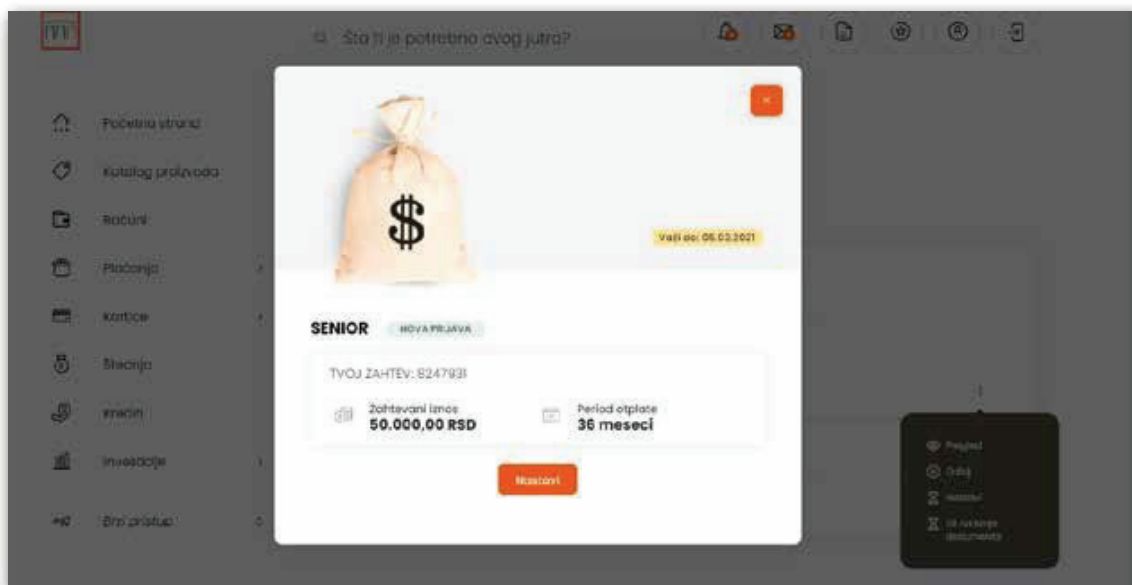 Šta ti je potrebno ovog jutra?
Početna strana
Katalog proizvoda
Računi
Plaćanja
Kartice
Štednja
Krediti
Investicije
Brzi pristup
Važi do: 05.03.2021
SENIOR NOVA PRIJAVA
TVOJ ZAHTEV: 8247931
Zahtevani iznos
50.000,00 RSD
Period otplate
36 meseci
Nastavi
Pregled
Nastavi